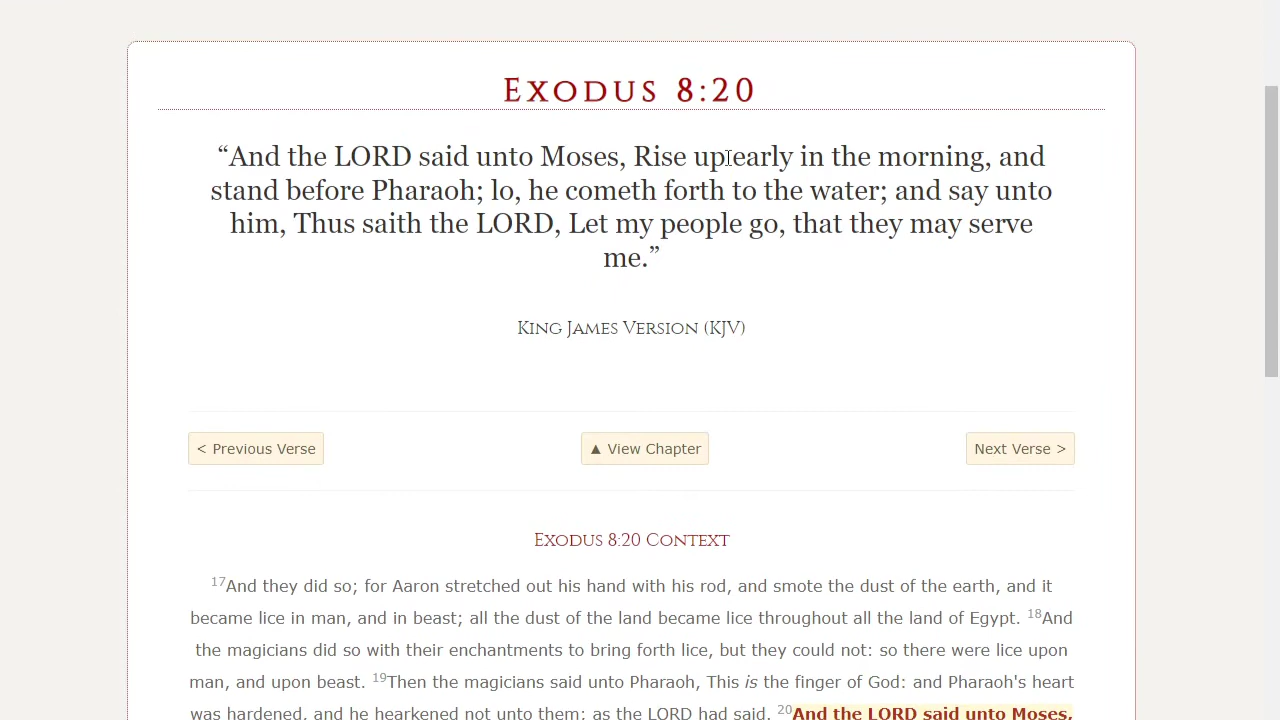 Exodus 8:20
“And the LORD said unto Moses, Rise up early in the morning, and
stand before Pharaoh; lo, he cometh forth to the water; and say unto
him, Thus saith the LORD, Let my people go, that they may serve
me.”
King James Version (KJV)
< Previous Verse
▲ View Chapter
Next Verse >
Exodus 8:20 Context
17And they did so; for Aaron stretched out his hand with his rod, and smote the dust of the earth, and it
became lice in man, and in beast; all the dust of the land became lice throughout all the land of Egypt. 18And
the magicians did so with their enchantments to bring forth lice, but they could not: so there were lice upon
man, and upon beast. 19Then the magicians said unto Pharaoh, This is the finger of God: and Pharaoh's heart
was hardened, and he hearkened not unto them; as the LORD had said. 20And the LORD said unto Moses,